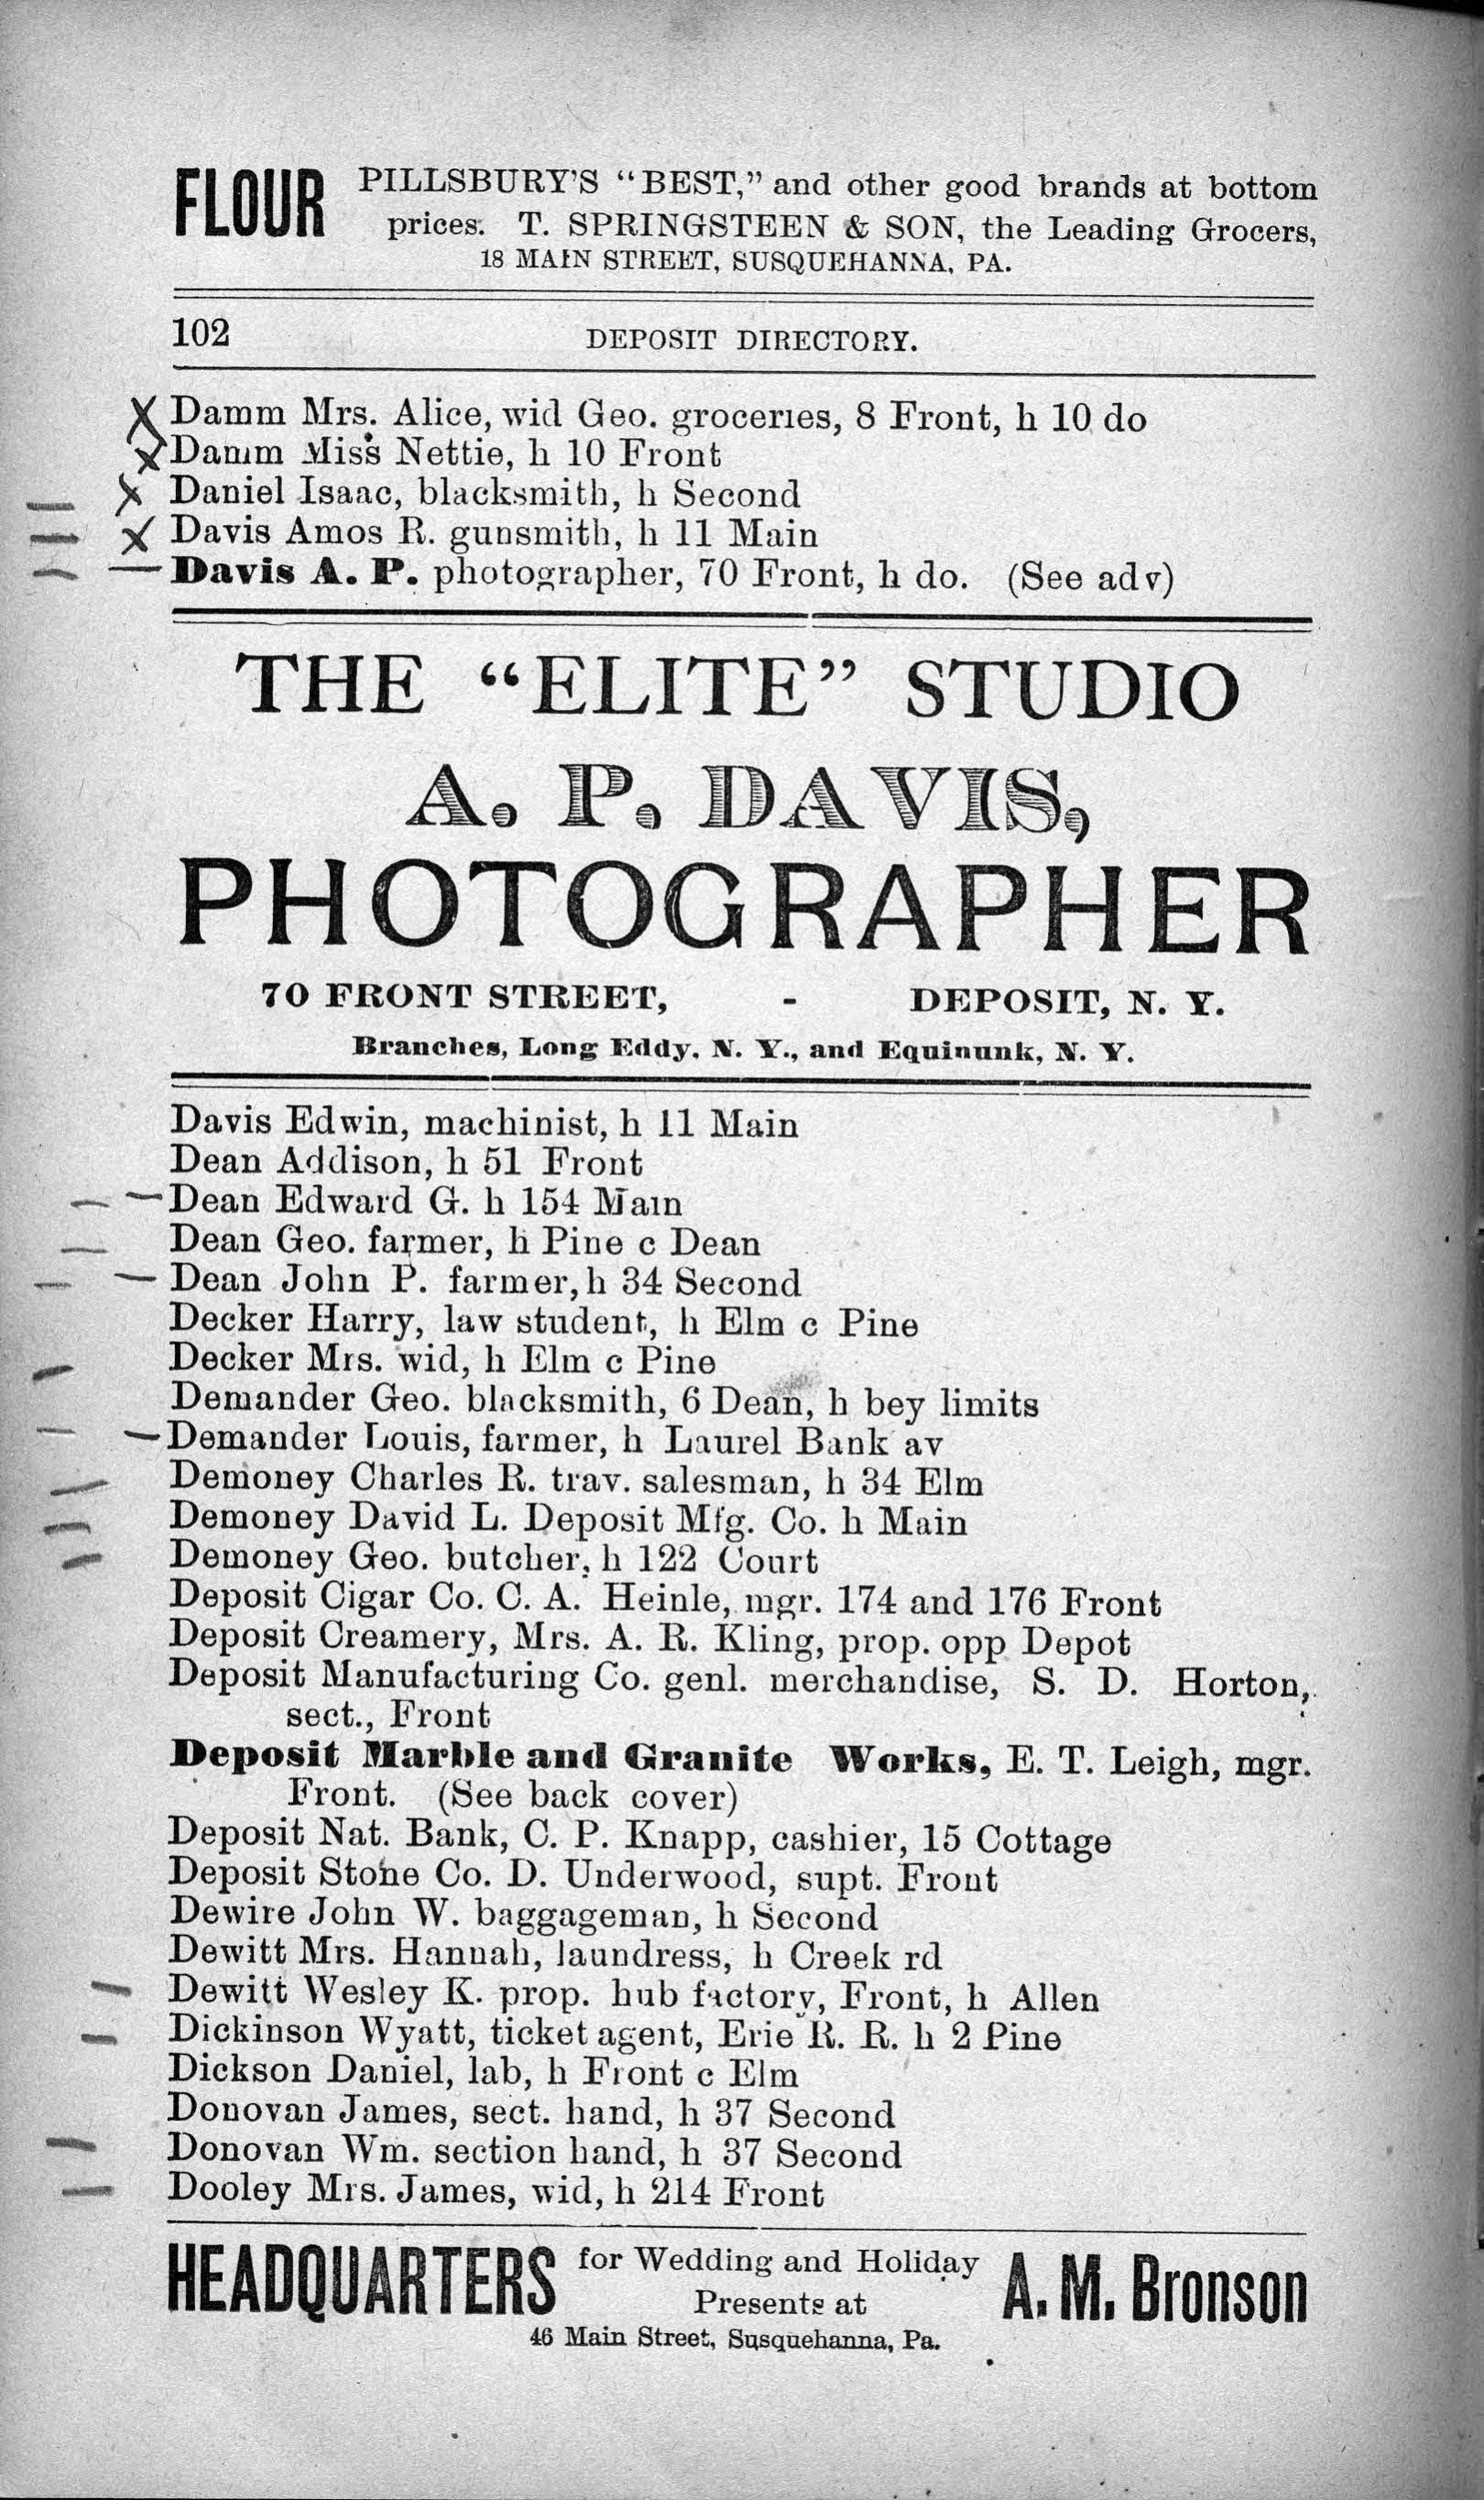 FLOUR PILLSBURY'S "BEST," and other good brands at bottom
prices. T. SPRINGSTEEN & SON, the Leading Grocers,
18 MAIN STREET, SUSQUEHANNA, PA.
102 DEPOSIT DIRECTORY.
Damm Mrs. Alice, wid Geo. groceries, 8 Front, h 10 do
Damm Miss Nettie, h 10 Front
Daniel Isaac, blacksmith, h Second
Davis Amos R. gunsmith, h 11 Main
Davis A. P. photographer, 70 Front, h do. (See adv)
THE "ELITE" STUDIO
A. P. DAVIS,
PHOTOGRAPHER
70 FRONT STREET, - DEPOSIT, N. Y.
Branches, Long Eddy, N. Y., and Equinunk, N. Y.
Davis Edwin, machinist, h 11 Main
Dean Addison, h 51 Front
Dean Edward G. h 154 Main
Dean Geo. farmer, h Pine c Dean
Dean John P. farmer, h 34 Second
Decker Harry, law student, h Elm c Pine
Decker Mrs. wid, h Elm c Pine
Demander Geo. blacksmith, 6 Dean, h bey limits
Demander Louis, farmer, h Laurel Bank av
Demoney Charles R. trav. salesman, h 34 Elm
Demoney David L. Deposit Mfg. Co. h Main
Demoney Geo. butcher, h 122 Court
Deposit Cigar Co. C. A. Heinle, mgr. 174 and 176 Front
Deposit Creamery, Mrs. A. R. Kling, prop. opp Depot
Deposit Manufacturing Co. genl. merchandise, S. D. Horton,
sect., Front
Deposit Marble and Granite Works, E. T. Leigh, mgr.
Front. (See back cover)
Deposit Nat. Bank, C. P. Knapp, cashier, 15 Cottage
Deposit Stone Co. D. Underwood, supt. Front
Dewire John W. baggageman, h Second
Dewitt Mrs. Hannah, laundress, h Creek rd
Dewitt Wesley K. prop. hub factory, Front, h Allen
Dickinson Wyatt, ticket agent, Erie R. R. h 2 Pine
Dickson Daniel, lab, h Front c Elm
Donovan James, sect. hand, h 37 Second
Donovan Wm. section hand, h 37 Second
Dooley Mrs. James, wid, h 214 Front
HEADQUARTERS for Wedding and Holiday A. M. Bronson
Presents at
46 Main Street, Susquehanna, Pa.